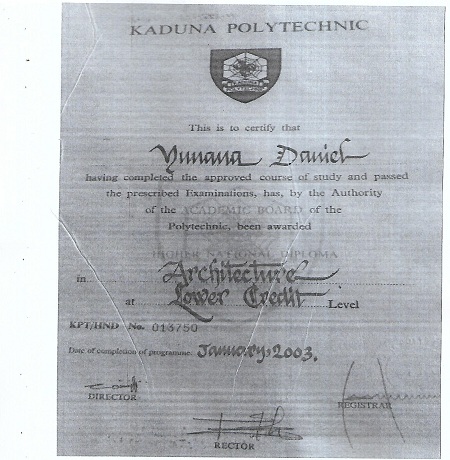 KADUNA POLYTECHNIC
KADUNA
POLYTECHNIC
This is to certify that
Yunana Daniel
having completed the approved course of study and passed
the prescribed Examinations, has, by the Authority
of the ACADEMIC BOARD of the
Polytechnic, been awarded
HIGHER NATIONAL DIPLOMA
in Architecture
at Lower Credit Level
KPT/HND No. 013750
Date of completion of programme. January, 2003.
DIRECTOR
REGISTRAR
RECTOR